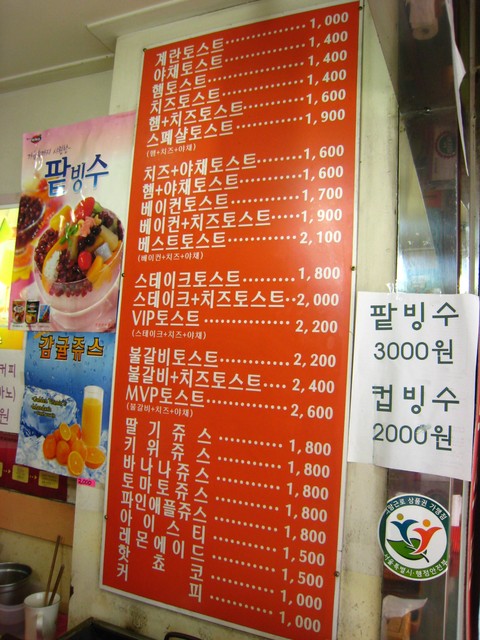 계란토스트 1,000
야채토스트 1,400
햄토스트 1,400
치즈토스트 1,400
햄+치즈토스트 1,600
스페샬토스트 1,900
(햄+치즈+야채)
치즈+야채토스트 1,600
햄+야채토스트 1,600
베이컨토스트 1,700
베이컨+치즈토스트 1,900
베스트토스트 2,100
(베이컨+치즈+야채)
스테이크토스트 1,800
스테이크+치즈토스트 2,000
VIP토스트 2,200
(스테이크+치즈+야채)
불갈비토스트 2,200
불갈비+치즈토스트 2,400
MVP토스트 2,600
(불갈비+치즈+야채)
딸기쥬스 1,800
키위쥬스 1,800
바나나쥬스 1,800
토마토쥬스 1,800
파인애플쥬스 1,800
아이스티 1,500
레몬에이드 1,500
핫쵸코 1,000
커피 1,000
팥빙수
감귤쥬스
팥빙수
3000원
컵빙수
2000원
서울특별시·행정안전부